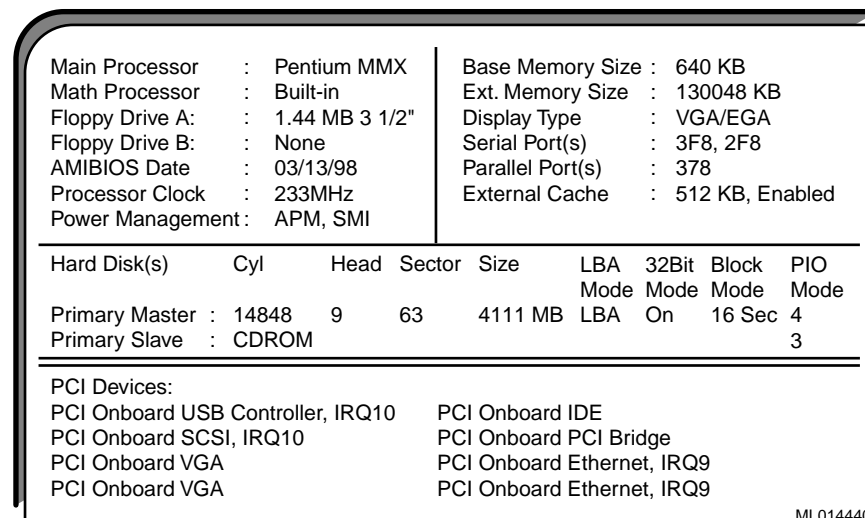 Main Processor : Pentium MMX
Math Processor : Built-in
Floppy Drive A: : 1.44 MB 3 1/2"
Floppy Drive B: : None
AMIBIOS Date : 03/13/98
Processor Clock : 233MHz
Power Management : APM, SMI
Base Memory Size : 640 KB
Ext. Memory Size : 130048 KB
Display Type : VGA/EGA
Serial Port(s) : 3F8, 2F8
Parallel Port(s) : 378
External Cache : 512 KB, Enabled
Hard Disk(s) Cyl Head Sector Size LBA 32Bit Block PIO
Mode Mode Mode Mode
Primary Master : 14848 9 63 4111 MB LBA On 16 Sec 4
Primary Slave : CDROM 3
PCI Devices:
PCI Onboard USB Controller, IRQ10 PCI Onboard IDE
PCI Onboard SCSI, IRQ10 PCI Onboard PCI Bridge
PCI Onboard VGA PCI Onboard Ethernet, IRQ9
PCI Onboard VGA PCI Onboard Ethernet, IRQ9